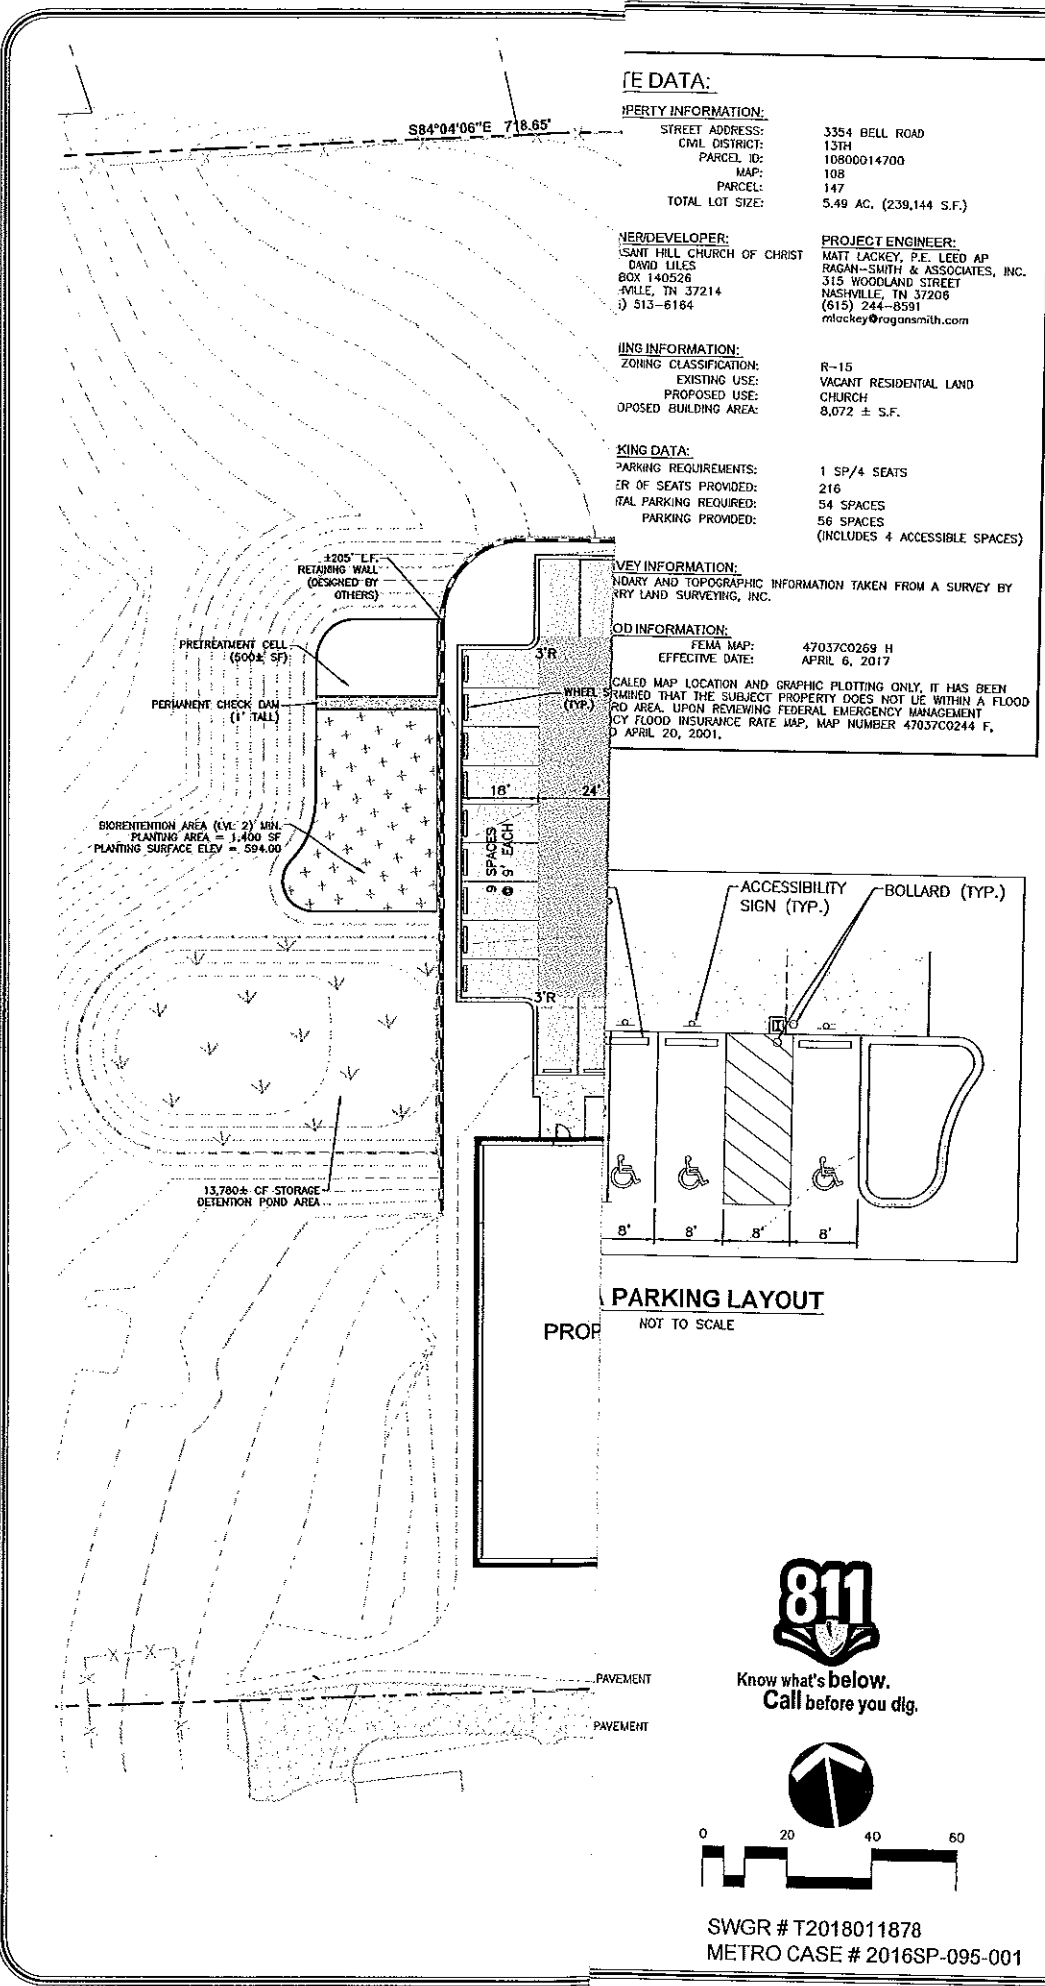 S84°04'06"E 718.65'
±205' L.F.
RETAINING WALL
(DESIGNED BY
OTHERS)
PRETREATMENT CELL
(500± SF)
PERMANENT CHECK DAM
(1' TALL)
BIORENTENTION AREA (LVL 2) MIN.
PLANTING AREA = 1,400 SF
PLANTING SURFACE ELEV = 594.00
13,780± CF STORAGE
DETENTION POND AREA
3'R
WHEEL S
(TYP.)
18'
24'
9 SPACES
@ 9' EACH
3'R
PROP
PAVEMENT
PAVEMENT
TE DATA:
PERTY INFORMATION:
STREET ADDRESS: 3354 BELL ROAD
CIVIL DISTRICT: 13TH
PARCEL ID: 10800014700
MAP: 108
PARCEL: 147
TOTAL LOT SIZE: 5.49 AC, (239,144 S.F.)
NER/DEVELOPER:
SANT HILL CHURCH OF CHRIST
DAVID LILES
BOX 140526
VILLE, TN 37214
) 513-6164
PROJECT ENGINEER:
MATT LACKEY, P.E. LEED AP
RAGAN-SMITH & ASSOCIATES, INC.
315 WOODLAND STREET
NASHVILLE, TN 37206
(615) 244-8591
mlackey@ragansmith.com
ING INFORMATION:
ZONING CLASSIFICATION: R-15
EXISTING USE: VACANT RESIDENTIAL LAND
PROPOSED USE: CHURCH
OPOSED BUILDING AREA: 8,072 ± S.F.
KING DATA:
PARKING REQUIREMENTS: 1 SP/4 SEATS
ER OF SEATS PROVIDED: 216
TAL PARKING REQUIRED: 54 SPACES
PARKING PROVIDED: 56 SPACES
(INCLUDES 4 ACCESSIBLE SPACES)
VEY INFORMATION:
NDARY AND TOPOGRAPHIC INFORMATION TAKEN FROM A SURVEY BY
RRY LAND SURVEYING, INC.
OD INFORMATION:
FEMA MAP: 47037C0269 H
EFFECTIVE DATE: APRIL 6, 2017
CALED MAP LOCATION AND GRAPHIC PLOTTING ONLY, IT HAS BEEN
RMINED THAT THE SUBJECT PROPERTY DOES NOT LIE WITHIN A FLOOD
RD AREA. UPON REVIEWING FEDERAL EMERGENCY MANAGEMENT
CY FLOOD INSURANCE RATE MAP, MAP NUMBER 47037C0244 F,
D APRIL 20, 2001.
ACCESSIBILITY
SIGN (TYP.)
BOLLARD (TYP.)
8' 8' 8' 8'
PARKING LAYOUT
NOT TO SCALE
811
Know what's below.
Call before you dig.
0 20 40 60
SWGR # T2018011878
METRO CASE # 2016SP-095-001